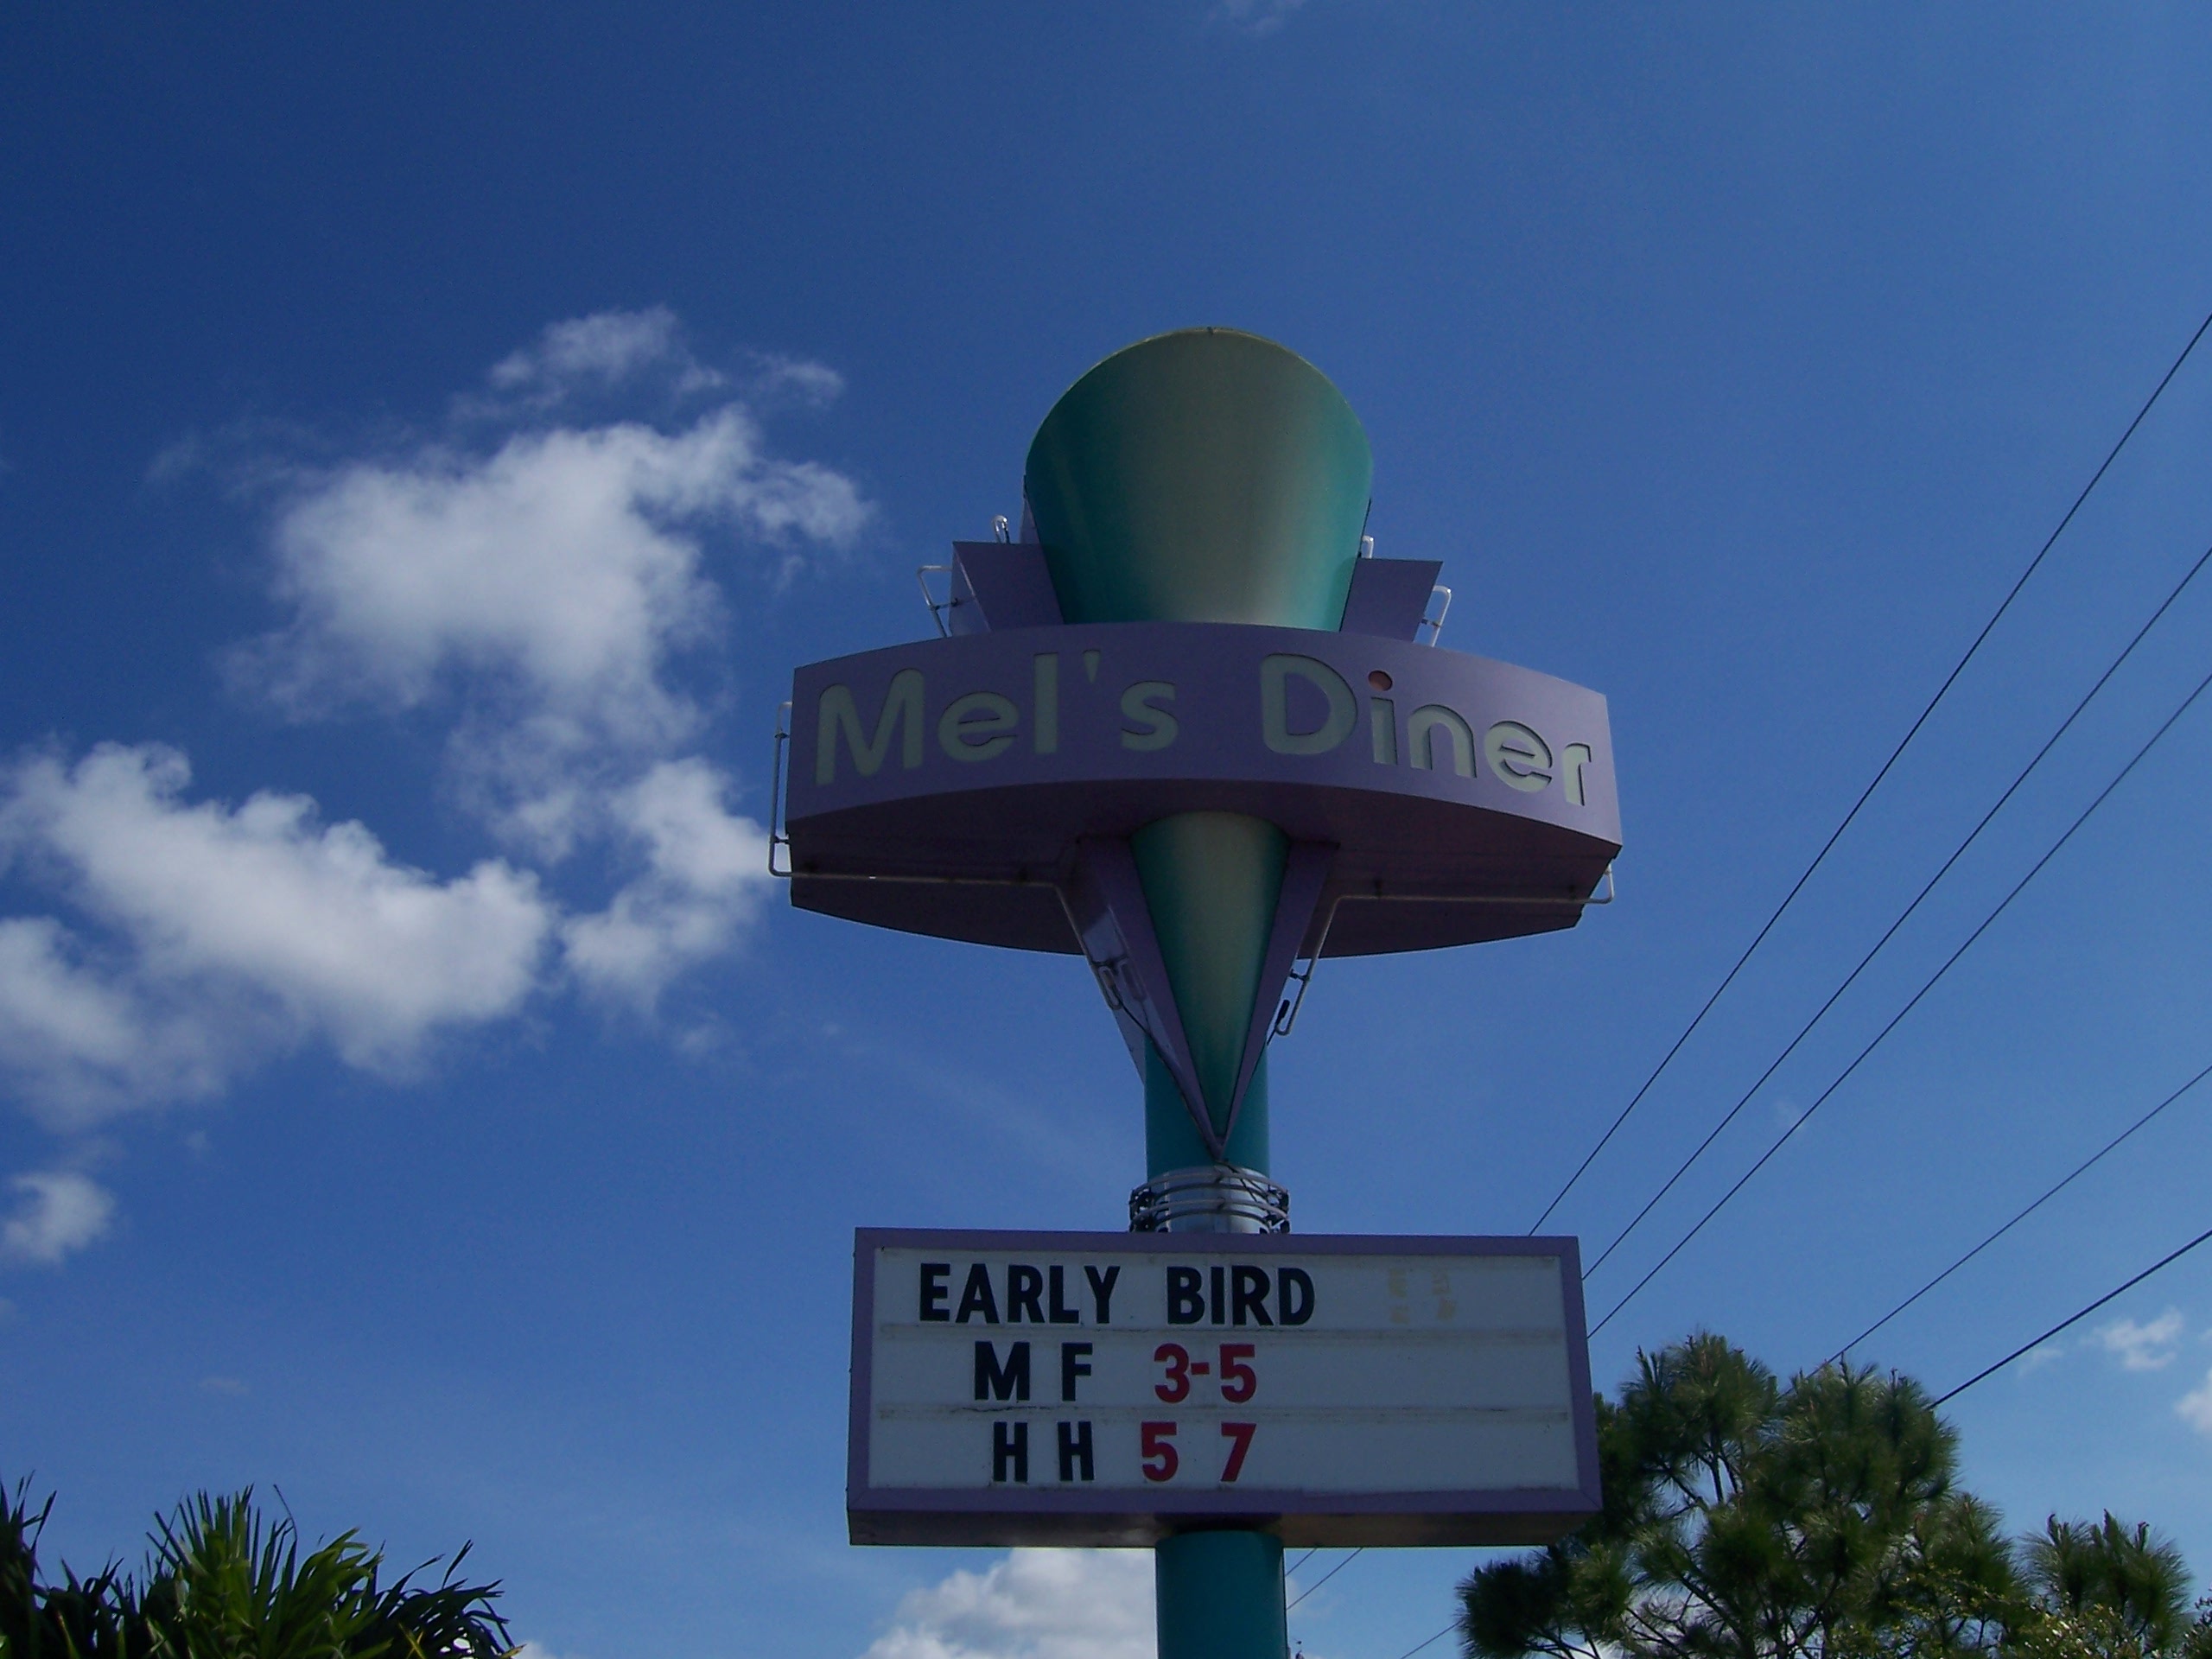 Mel's Diner
EARLY BIRD
M F 3-5
H H 5 7